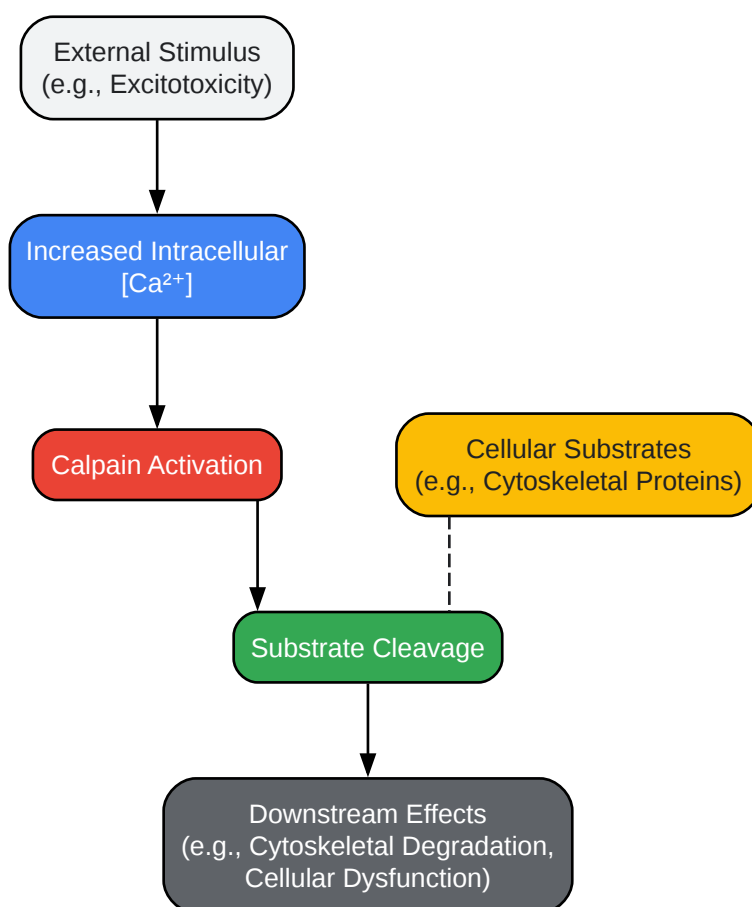 External Stimulus
(e.g., Excitotoxicity)
Increased Intracellular
[Ca²⁺]
Calpain Activation
Cellular Substrates
(e.g., Cytoskeletal Proteins)
Substrate Cleavage
Downstream Effects
(e.g., Cytoskeletal Degradation,
Cellular Dysfunction)